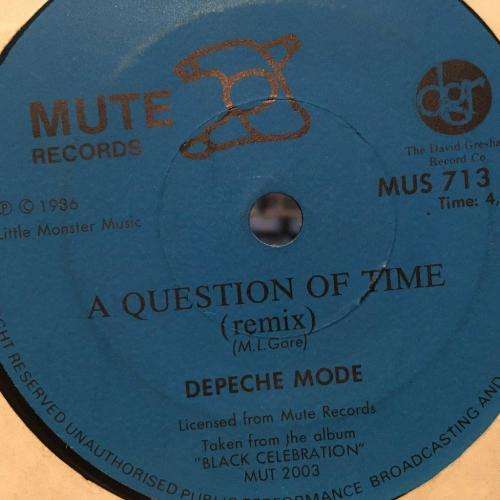 MUTE
RECORDS
dgr
The David Gresha
Record Co.
MUS 713
Time: 4,
℗ © 1986
Little Monster Music
A QUESTION OF TIME
(remix)
(M.L.Gore)
DEPECHE MODE
Licensed from Mute Records
Taken from the album
"BLACK CELEBRATION"
MUT 2003
GHT RESERVED UNAUTHORISED PUBLIC PERFORMANCE BROADCASTING AND